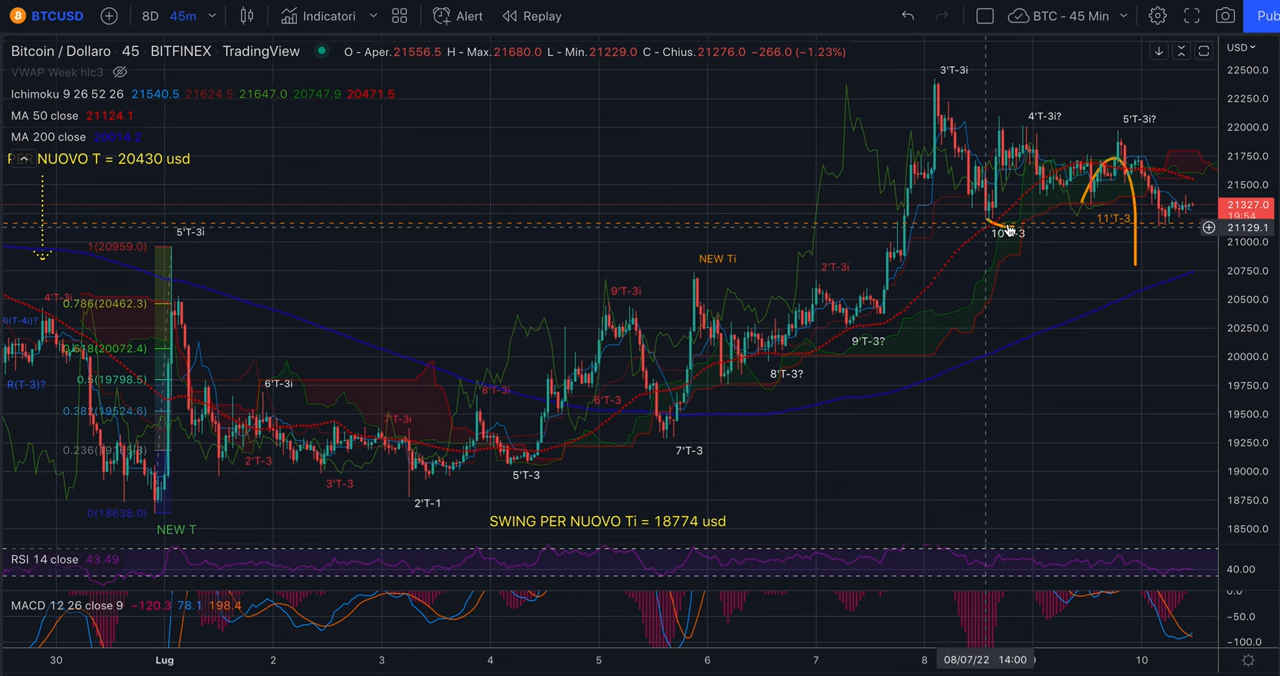 BTCUSD 8D 45m Indicatori Alert Replay BTC - 45 Min Pub
Bitcoin / Dollaro 45 BITFINEX TradingView O - Aper.21556.5 H - Max.21680.0 L - Min.21229.0 C - Chius.21276.0 -266.0 (-1.23%)
USD
VWAP Week hlc3
Ichimoku 9 26 52 26 21540.5 21624.5 21647.0 20747.9 20471.5
MA 50 close 21124.1
MA 200 close 20014.2
NUOVO T = 20430 usd
3'T-3i
4'T-3i?
5'T-3i?
11'T-3
10'T-3
5'T-3i
1(20959.0)
NEW Ti
2'T-3i
9'T-3i
4'T-3i
0.786(20462.3)
0.618(20072.4)
0.5(19798.5)
0.382(19524.6)
R(T-3)?
9'T-3?
8'T-3?
6'T-3i
8'T-3i
6'T-3
7'T-3i
7'T-3
2'T-3
3'T-3
5'T-3
2'T-1
0(18638.0)
NEW T
SWING PER NUOVO Ti = 18774 usd
22500.0
22250.0
22000.0
21750.0
21500.0
21327.0
19:54
21129.1
21000.0
20750.0
20500.0
20250.0
20000.0
19750.0
19500.0
19250.0
19000.0
18750.0
18500.0
RSI 14 close 43.49
40.00
MACD 12 26 close 9 -120.3 78.1 198.4
0.0
-50.0
-100.0
30 Lug 2 3 4 5 6 7 8 08/07/22 14:00 10